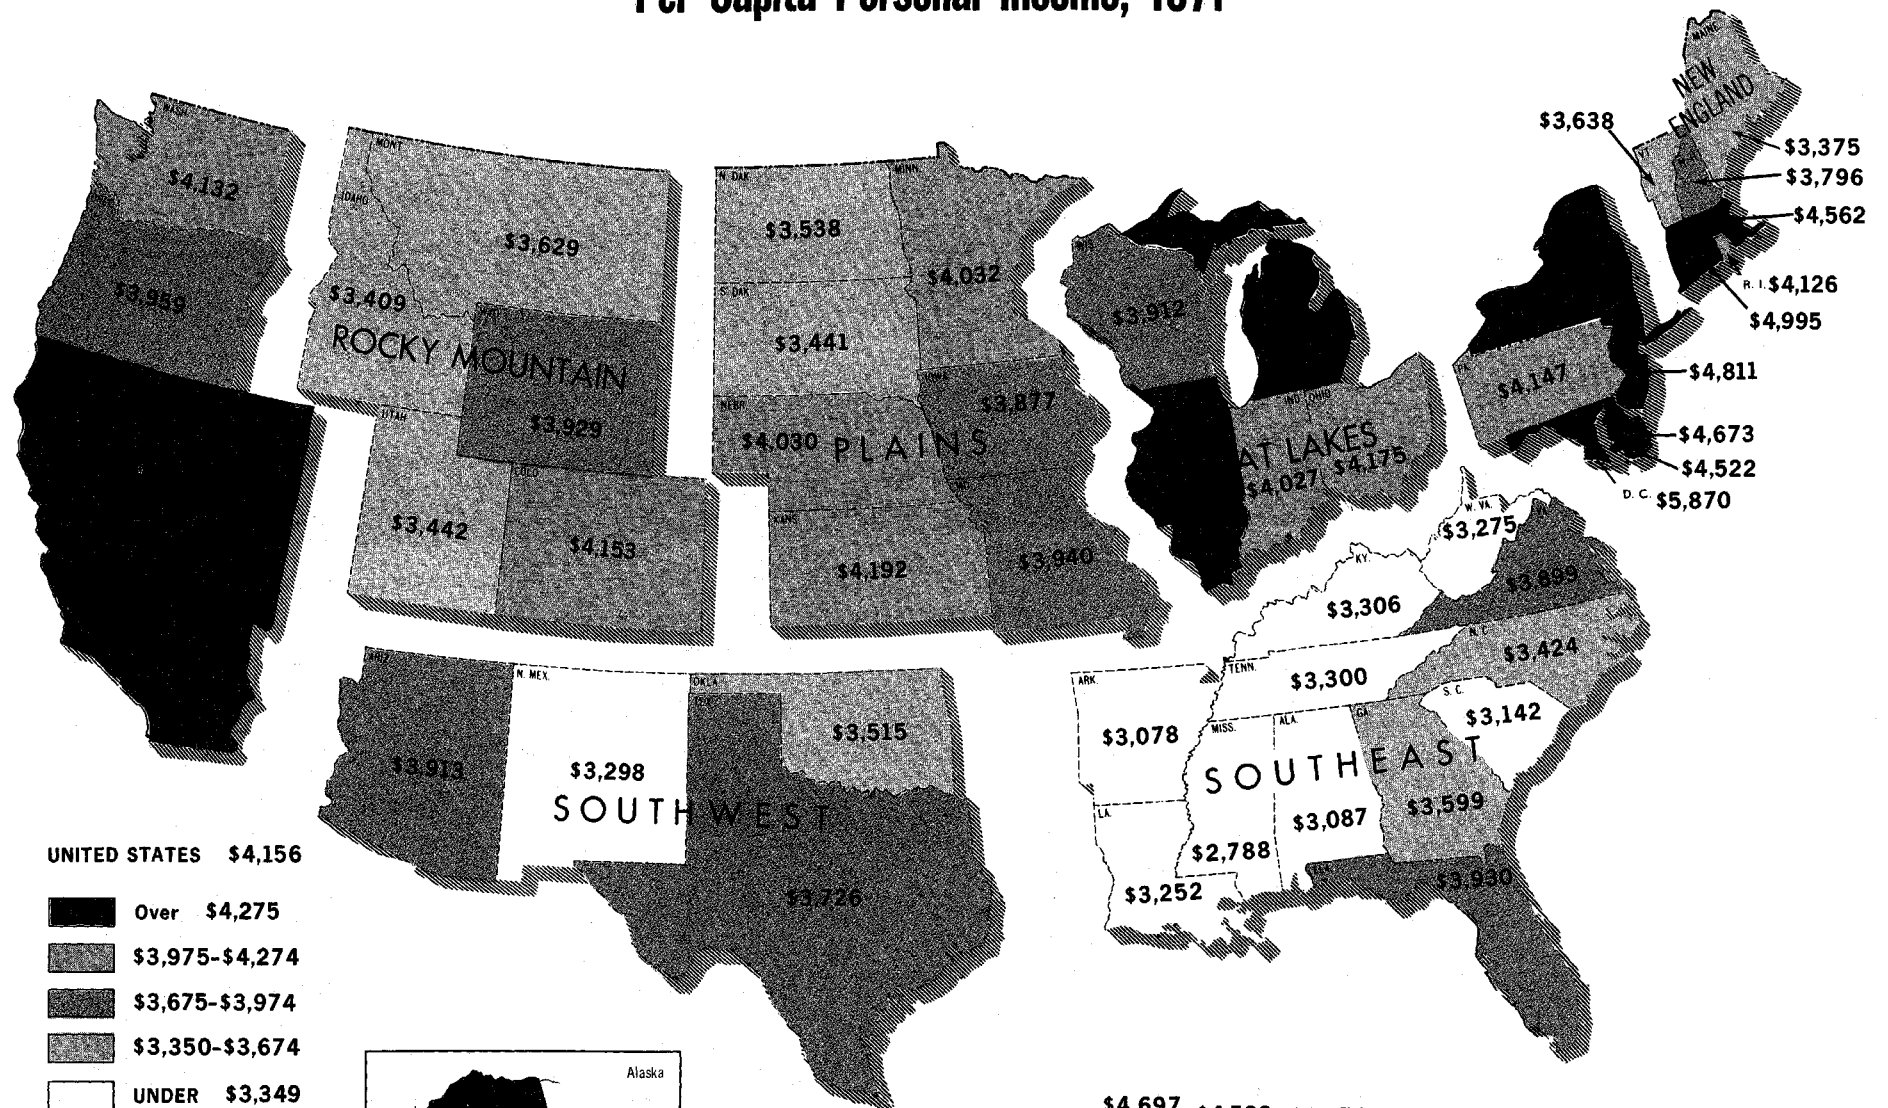 Per Capita Personal Income, 1971
MAINE
NEW
ENGLAND
$3,638
$3,375
VT.
$3,796
$4,562
R. I. $4,126
$4,995
WASH.
$4,132
$3,959
MONT.
IDAHO
$3,629
$3,409
ROCKY MOUNTAIN
$3,929
UTAH
COLO.
$3,442
$4,153
N. DAK.
MINN.
$3,538
$4,032
S. DAK.
$3,441
IOWA
$3,877
NEBR.
$4,030
PLAINS
KANS.
$4,192
$3,940
WIS.
$3,912
IND.
OHIO
AT LAKES
$4,027
$4,175
PA.
$4,147
$4,811
$4,673
$4,522
D. C. $5,870
W. VA.
$3,275
KY.
$3,306
$3,899
N. C.
$3,424
TENN.
$3,300
S. C.
$3,142
ARK.
$3,078
MISS.
ALA.
GA.
SOUTHEAST
$3,599
$3,087
$2,788
LA.
$3,252
$3,930
ARIZ.
N. MEX.
OKLA.
$3,515
$3,913
$3,298
SOUTHWEST
$3,726
UNITED STATES $4,156
Over $4,275
$3,975-$4,274
$3,675-$3,974
$3,350-$3,674
UNDER $3,349
Alaska
$4,697